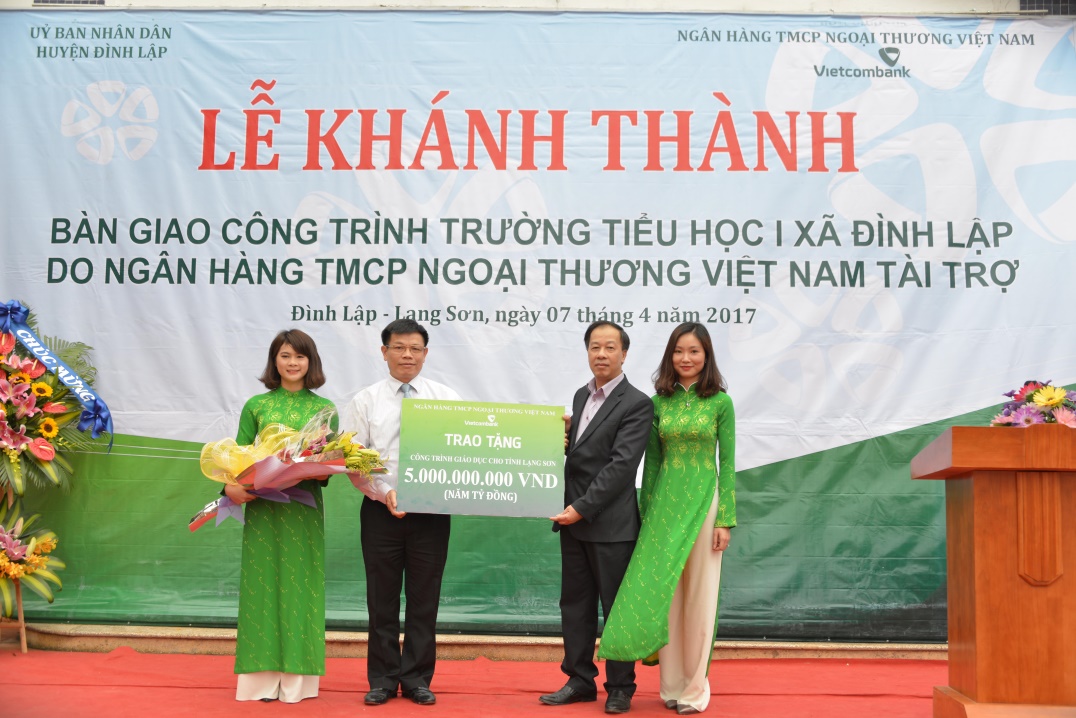 UỶ BAN NHÂN DÂN
HUYỆN ĐÌNH LẬP
NGÂN HÀNG TMCP NGOẠI THƯƠNG VIỆT NAM
Vietcombank
LỄ KHÁNH THÀNH
BÀN GIAO CÔNG TRÌNH TRƯỜNG TIỂU HỌC I XÃ ĐÌNH LẬP
DO NGÂN HÀNG TMCP NGOẠI THƯƠNG VIỆT NAM TÀI TRỢ
Đình Lập - Lạng Sơn, ngày 07 tháng 4 năm 2017
CHÚC MỪNG
NGÂN HÀNG TMCP NGOẠI THƯƠNG VIỆT NAM
Vietcombank
TRAO TẶNG
CÔNG TRÌNH GIÁO DỤC CHO TỈNH LẠNG SƠN
5.000.000.000 VND
(NĂM TỶ ĐỒNG)